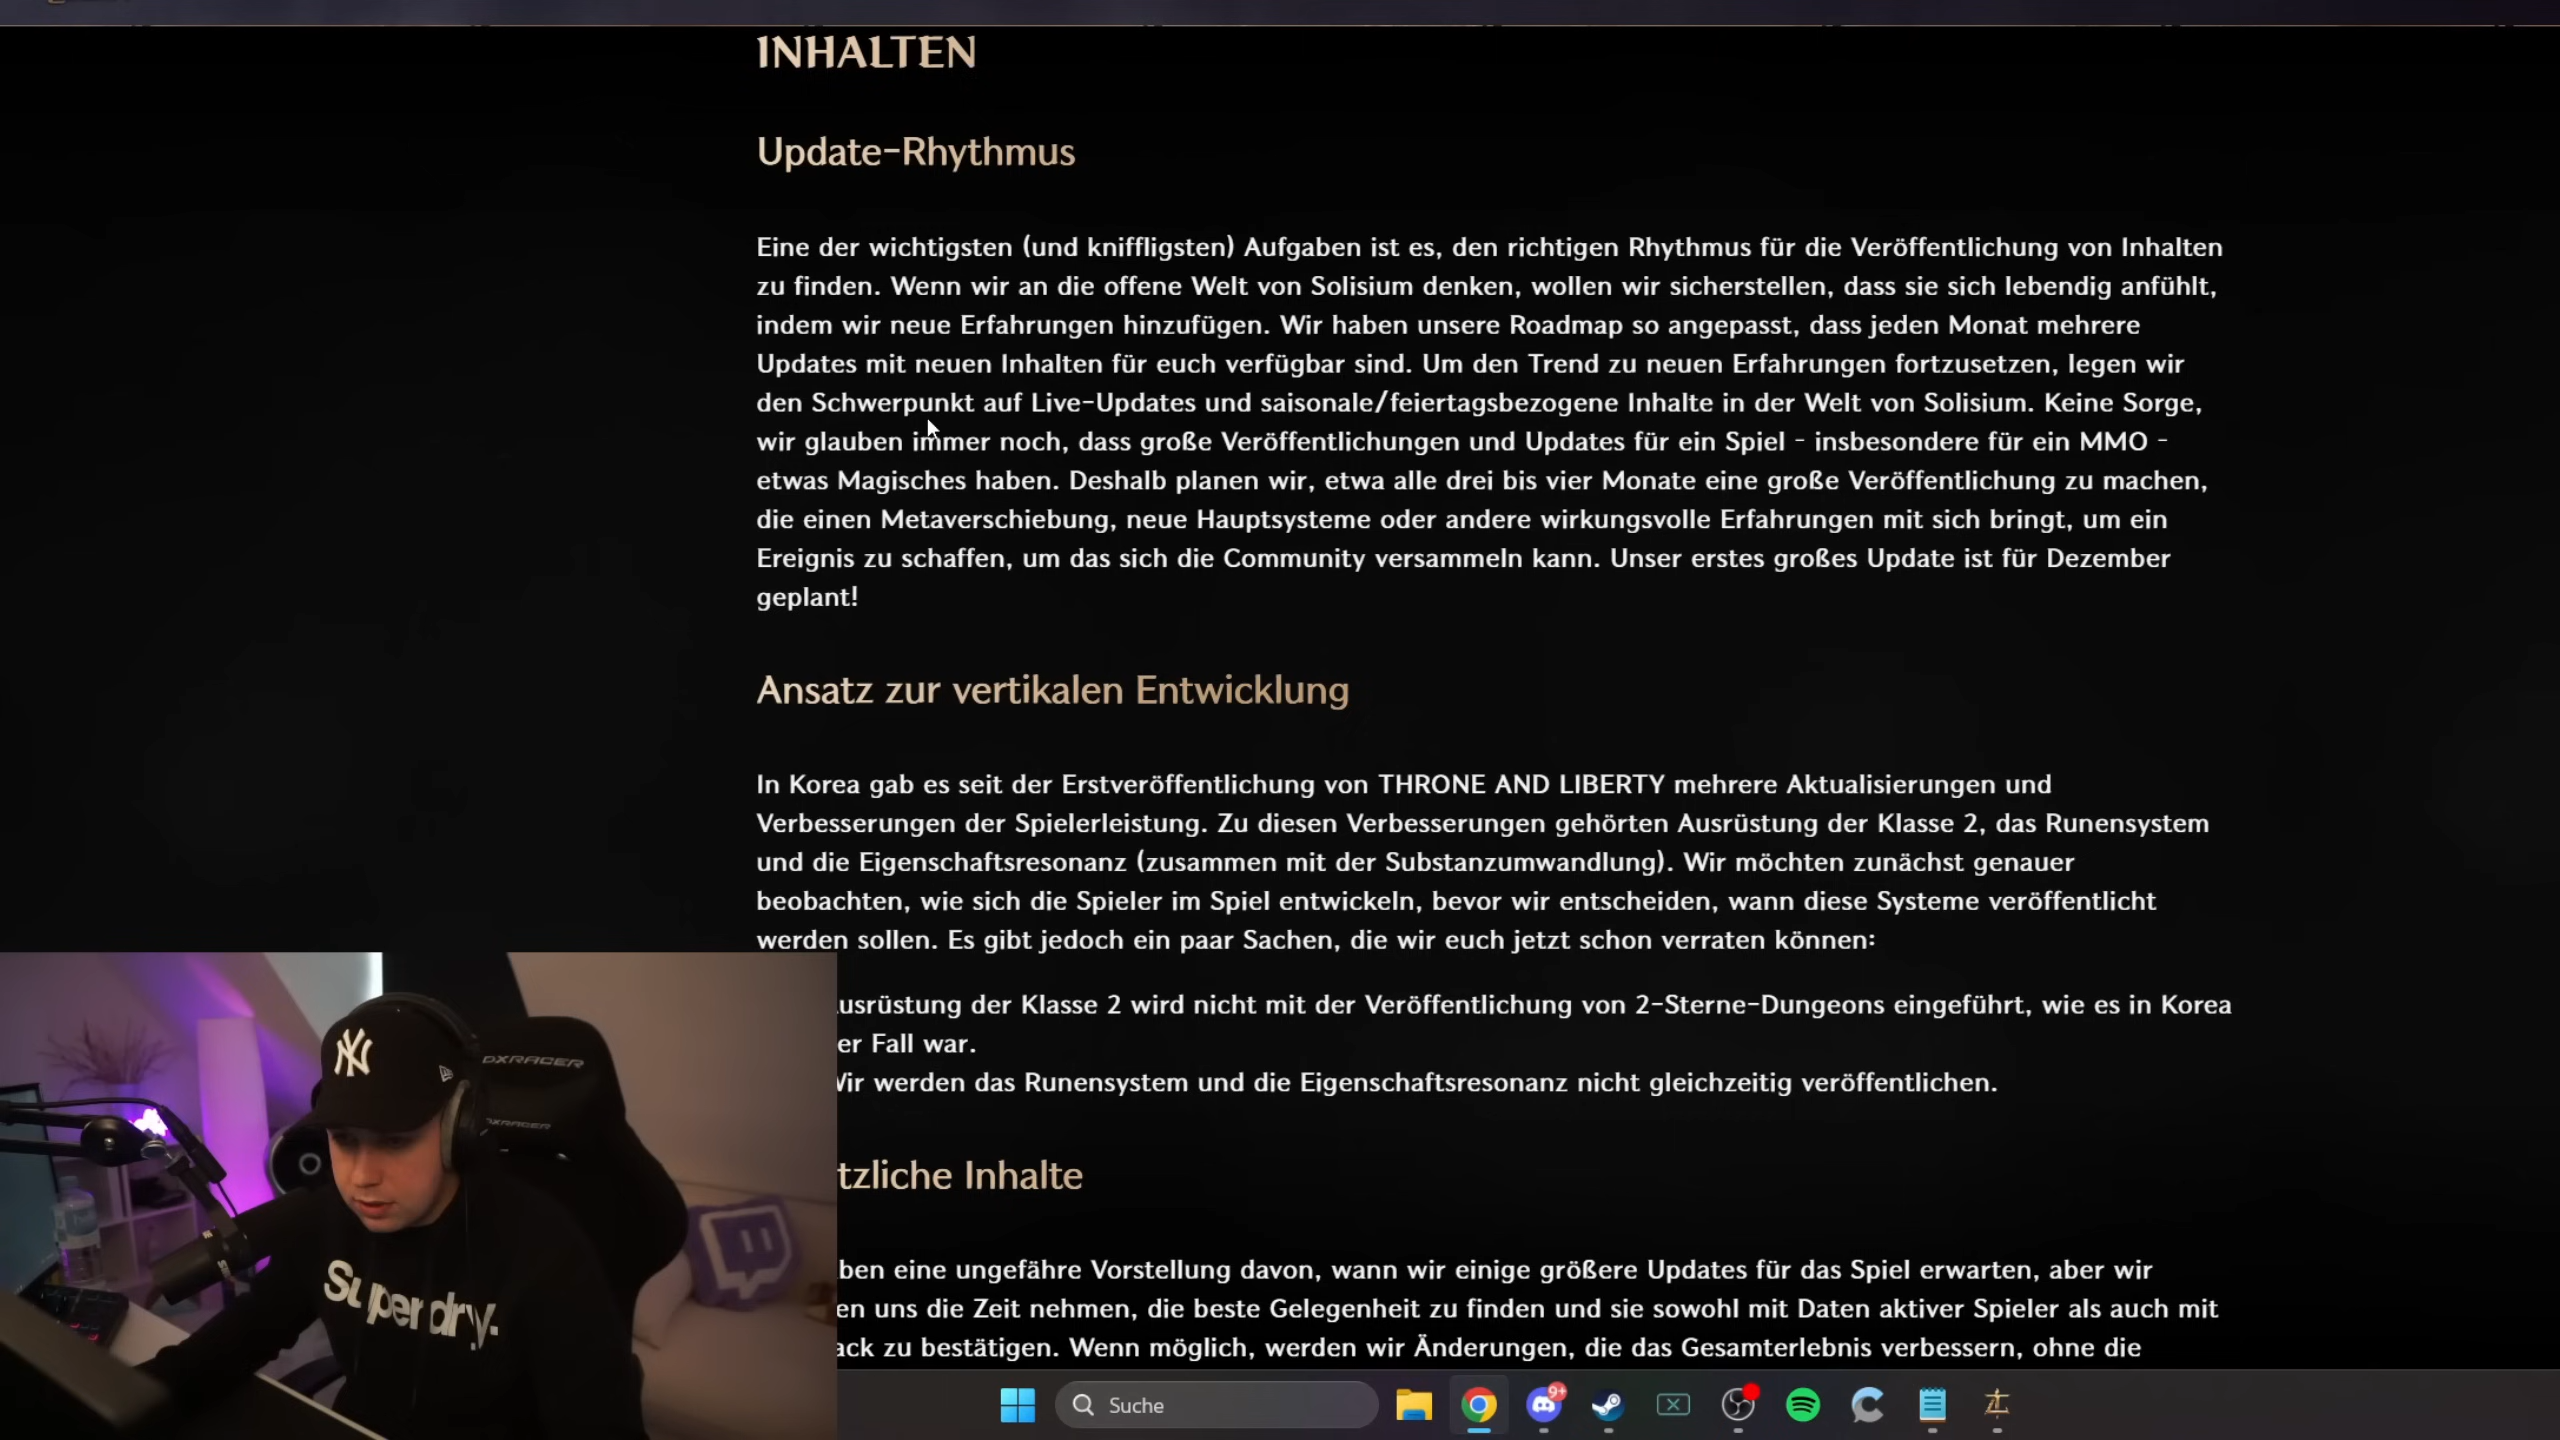 INHALTEN
Update-Rhythmus
Eine der wichtigsten (und kniffligsten) Aufgaben ist es, den richtigen Rhythmus für die Veröffentlichung von Inhalten
zu finden. Wenn wir an die offene Welt von Solisium denken, wollen wir sicherstellen, dass sie sich lebendig anfühlt,
indem wir neue Erfahrungen hinzufügen. Wir haben unsere Roadmap so angepasst, dass jeden Monat mehrere
Updates mit neuen Inhalten für euch verfügbar sind. Um den Trend zu neuen Erfahrungen fortzusetzen, legen wir
den Schwerpunkt auf Live-Updates und saisonale/feiertagsbezogene Inhalte in der Welt von Solisium. Keine Sorge,
wir glauben immer noch, dass große Veröffentlichungen und Updates für ein Spiel - insbesondere für ein MMO -
etwas Magisches haben. Deshalb planen wir, etwa alle drei bis vier Monate eine große Veröffentlichung zu machen,
die einen Metaverschiebung, neue Hauptsysteme oder andere wirkungsvolle Erfahrungen mit sich bringt, um ein
Ereignis zu schaffen, um das sich die Community versammeln kann. Unser erstes großes Update ist für Dezember
geplant!
Ansatz zur vertikalen Entwicklung
In Korea gab es seit der Erstveröffentlichung von THRONE AND LIBERTY mehrere Aktualisierungen und
Verbesserungen der Spielerleistung. Zu diesen Verbesserungen gehörten Ausrüstung der Klasse 2, das Runensystem
und die Eigenschaftsresonanz (zusammen mit der Substanzumwandlung). Wir möchten zunächst genauer
beobachten, wie sich die Spieler im Spiel entwickeln, bevor wir entscheiden, wann diese Systeme veröffentlicht
werden sollen. Es gibt jedoch ein paar Sachen, die wir euch jetzt schon verraten können:
usrüstung der Klasse 2 wird nicht mit der Veröffentlichung von 2-Sterne-Dungeons eingeführt, wie es in Korea
er Fall war.
Wir werden das Runensystem und die Eigenschaftsresonanz nicht gleichzeitig veröffentlichen.
tzliche Inhalte
ben eine ungefähre Vorstellung davon, wann wir einige größere Updates für das Spiel erwarten, aber wir
en uns die Zeit nehmen, die beste Gelegenheit zu finden und sie sowohl mit Daten aktiver Spieler als auch mit
ack zu bestätigen. Wenn möglich, werden wir Änderungen, die das Gesamterlebnis verbessern, ohne die
DXRACER
DXRACER
NY
Superdry.
Suche
9+